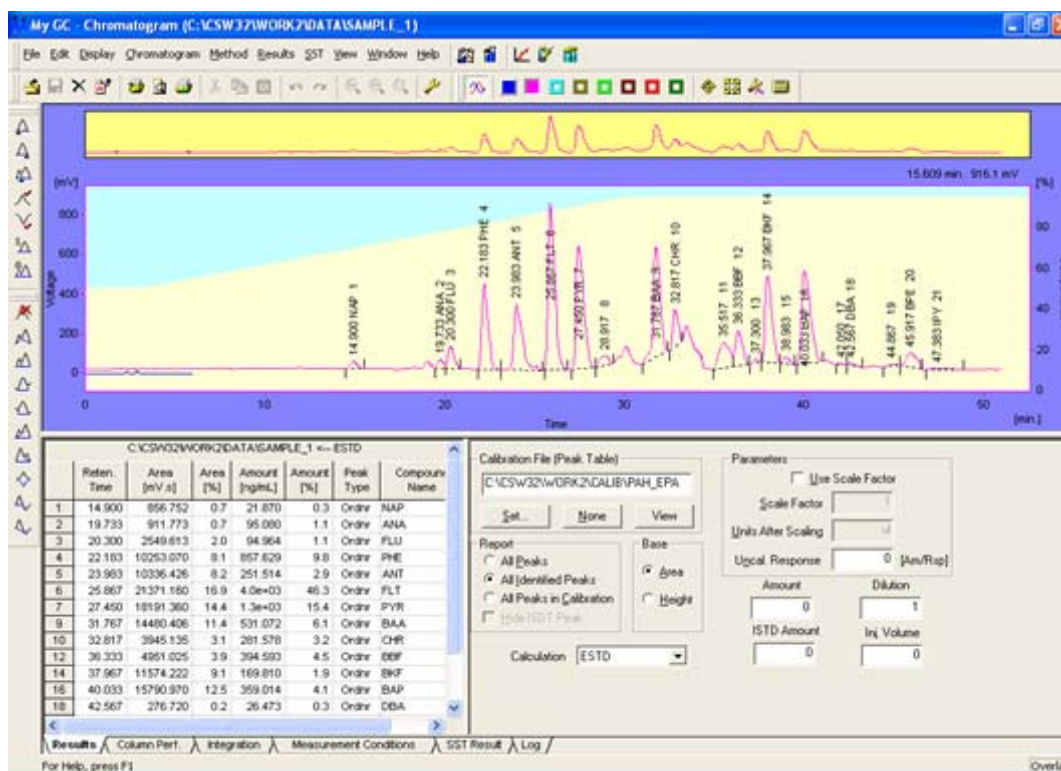 My GC - Chromatogram (C:\CSW32\WORK2\DATA\SAMPLE_1)
File Edit Display Chromatogram Method Results SST View Window Help
15.609 min. 916.1 mV
[mV] [%]
Voltage
800
600
400
200
0
80
60
40
20
0
14.900 NAP 1
19.733 ANA 2
20.300 FLU 3
22.183 PHE 4
23.983 ANT 5
25.867 FLT 6
27.450 PYR 7
28.917 8
31.767 BAA 9
32.817 CHR 10
35.517 11
36.333 BBF 12
37.300 13
37.967 BKF 14
38.983 15
40.033 BAP 16
42.050 17
42.567 DBA 18
44.867 19
45.917 BPE 20
47.383 IPY 21
0 10 20 30 40 50
Time [min.]
C:\CSW32\WORK2\DATA\SAMPLE_1 <-- ESTD
Reten. Time Area [mV.s] Area [%] Amount [ng/mL] Amount [%] Peak Type Compound Name
1 14.900 856.752 0.7 21.870 0.3 Ordnr NAP
2 19.733 911.773 0.7 95.080 1.1 Ordnr ANA
3 20.300 2549.613 2.0 94.964 1.1 Ordnr FLU
4 22.183 10253.070 8.1 857.629 9.8 Ordnr PHE
5 23.983 10336.426 8.2 251.514 2.9 Ordnr ANT
6 25.867 21371.160 16.9 4.0e+03 46.3 Ordnr FLT
7 27.450 18191.360 14.4 1.3e+03 15.4 Ordnr PYR
9 31.767 14480.406 11.4 531.072 6.1 Ordnr BAA
10 32.817 3945.135 3.1 281.578 3.2 Ordnr CHR
12 36.333 4951.025 3.9 394.593 4.5 Ordnr BBF
14 37.967 11574.222 9.1 169.810 1.9 Ordnr BKF
16 40.033 15790.970 12.5 359.014 4.1 Ordnr BAP
18 42.567 276.720 0.2 26.473 0.3 Ordnr DBA
Calibration File (Peak Table)
C:\CSW32\WORK2\CALIB\PAH_EPA
Set... None View
Report
All Peaks
All Identified Peaks
All Peaks in Calibration
Hide ISDT Peak
Base
Area
Height
Calculation ESTD
Parameters
Use Scale Factor
Scale Factor
Units After Scaling
Uncal. Response 0 [Am/Rsp]
Amount Dilution
0 1
ISTD Amount Inj. Volume
0 0
Results Column Perf. Integration Measurement Conditions SST Result Log
For Help, press F1